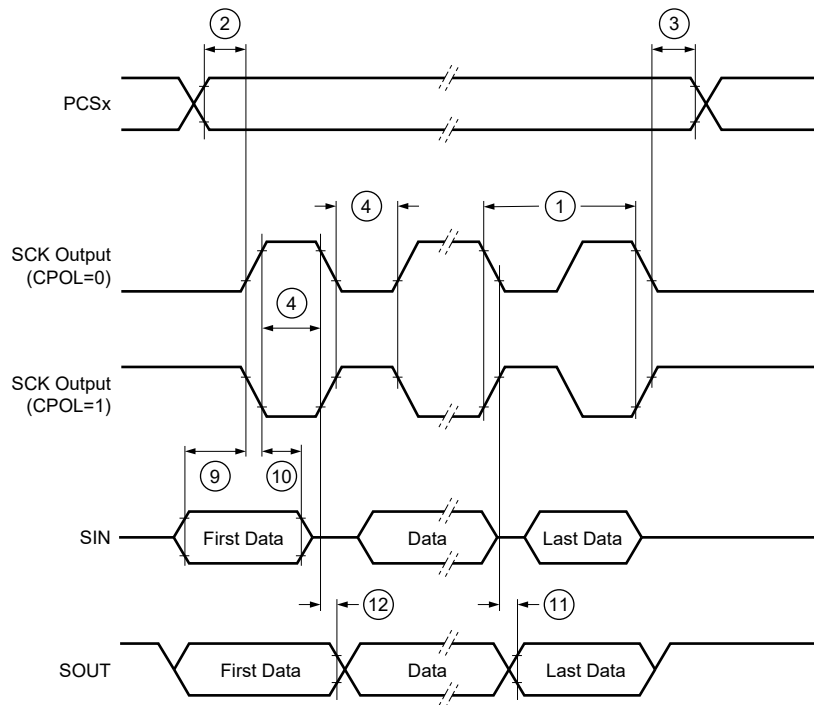 2
3
PCSx
4
1
SCK Output
(CPOL=0)
4
SCK Output
(CPOL=1)
9
10
SIN
First Data
Data
Last Data
12
11
SOUT
First Data
Data
Last Data